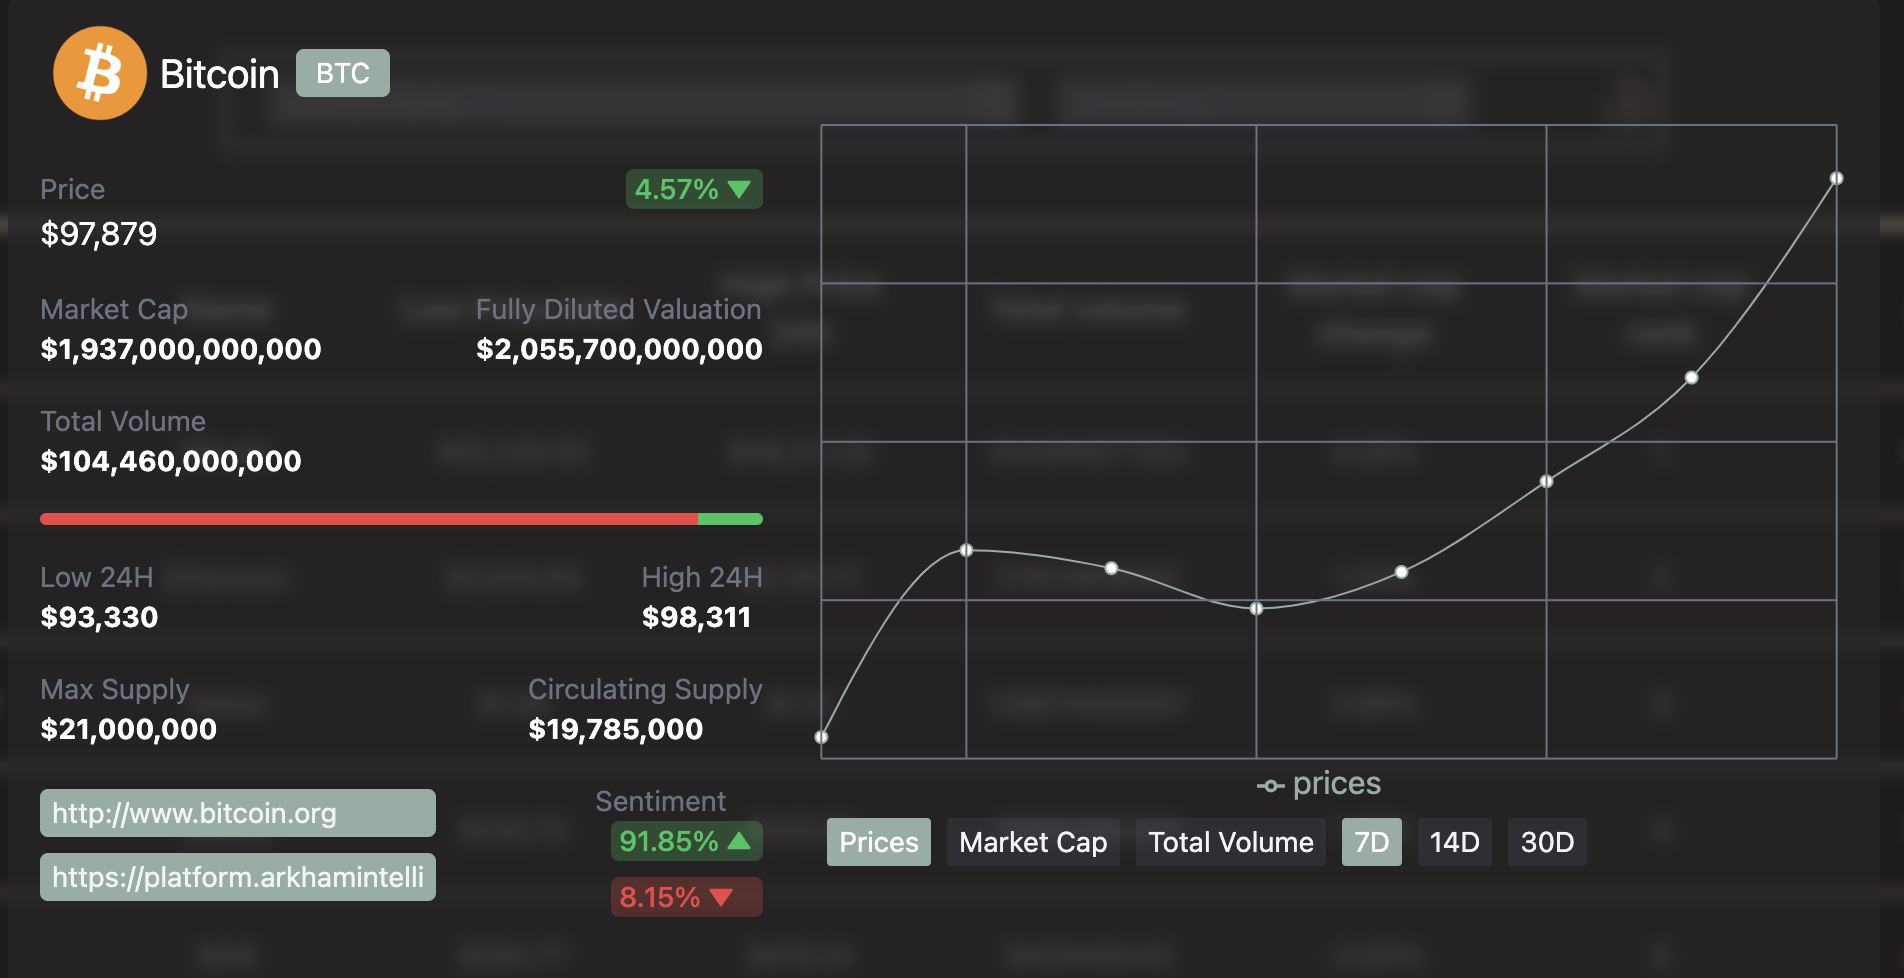 Bitcoin BTC
Price
4.57% ▼
$97,879
Market Cap
$1,937,000,000,000
Fully Diluted Valuation
$2,055,700,000,000
Total Volume
$104,460,000,000
Low 24H
$93,330
High 24H
$98,311
Max Supply
$21,000,000
Circulating Supply
$19,785,000
http://www.bitcoin.org
https://platform.arkhamintelli
Sentiment
91.85% ▲
8.15% ▼
prices
Prices Market Cap Total Volume 7D 14D 30D